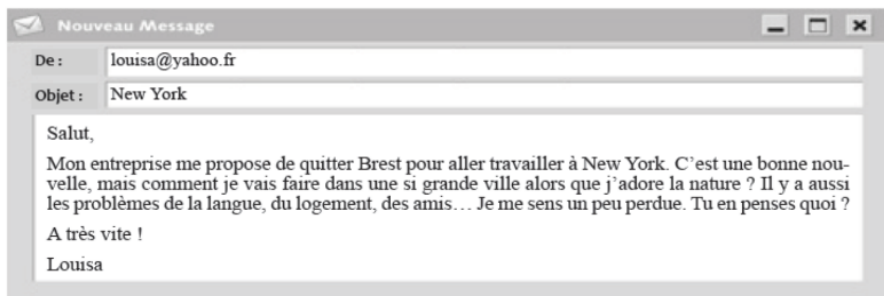 Nouveau Message
De : louisa@yahoo.fr
Objet : New York
Salut,
Mon entreprise me propose de quitter Brest pour aller travailler à New York. C'est une bonne nou-
velle, mais comment je vais faire dans une si grande ville alors que j'adore la nature ? Il y a aussi
les problèmes de la langue, du logement, des amis… Je me sens un peu perdue. Tu en penses quoi ?
A très vite !
Louisa